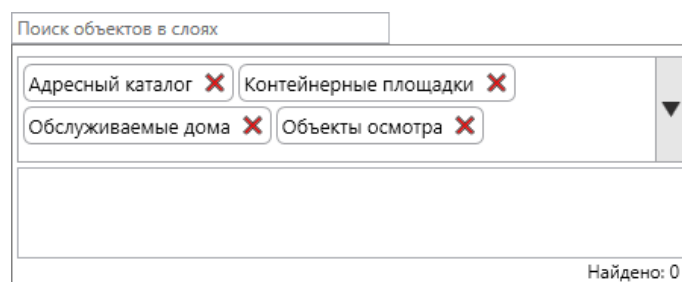 Поиск объектов в слоях
Адресный каталог Контейнерные площадки
Обслуживаемые дома Объекты осмотра
Найдено: 0